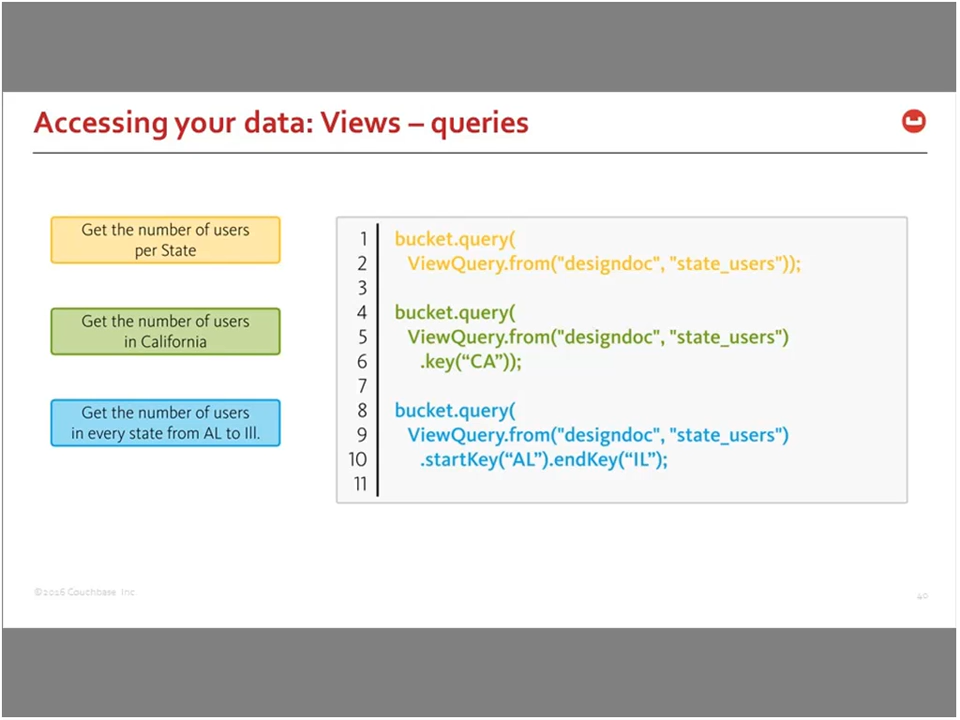 Accessing your data: Views – queries
Get the number of users
per State
Get the number of users
in California
Get the number of users
in every state from AL to Ill.
1 bucket.query(
2 ViewQuery.from("designdoc", "state_users"));
3
4 bucket.query(
5 ViewQuery.from("designdoc", "state_users")
6 .key(“CA”));
7
8 bucket.query(
9 ViewQuery.from("designdoc", "state_users")
10 .startKey(“AL”).endKey(“IL”);
11
©2016 Couchbase Inc
40